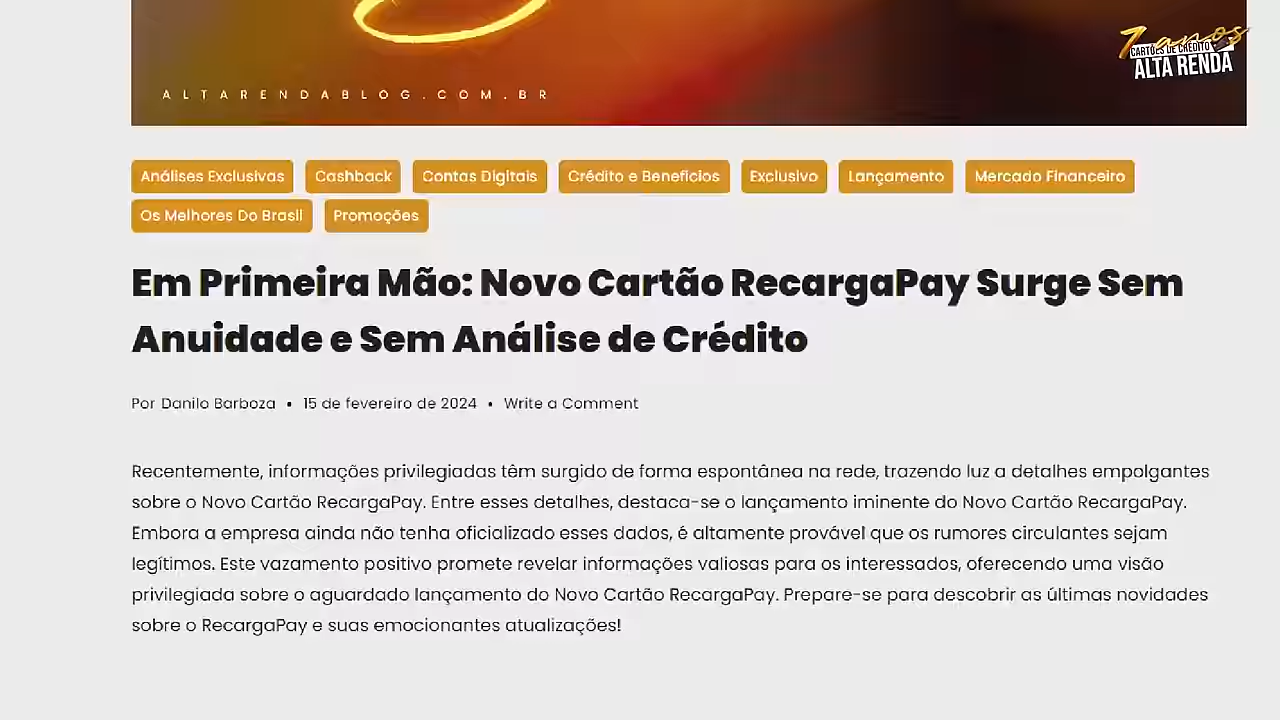 7 anos
CARTÕES DE CRÉDITO
ALTA RENDA
ALTARENDABLOG.COM.BR
Análises Exclusivas Cashback Contas Digitais Crédito e Benefícios Exclusivo Lançamento Mercado Financeiro
Os Melhores Do Brasil Promoções
Em Primeira Mão: Novo Cartão RecargaPay Surge Sem
Anuidade e Sem Análise de Crédito
Por Danilo Barboza • 15 de fevereiro de 2024 • Write a Comment
Recentemente, informações privilegiadas têm surgido de forma espontânea na rede, trazendo luz a detalhes empolgantes
sobre o Novo Cartão RecargaPay. Entre esses detalhes, destaca-se o lançamento iminente do Novo Cartão RecargaPay.
Embora a empresa ainda não tenha oficializado esses dados, é altamente provável que os rumores circulantes sejam
legítimos. Este vazamento positivo promete revelar informações valiosas para os interessados, oferecendo uma visão
privilegiada sobre o aguardado lançamento do Novo Cartão RecargaPay. Prepare-se para descobrir as últimas novidades
sobre o RecargaPay e suas emocionantes atualizações!